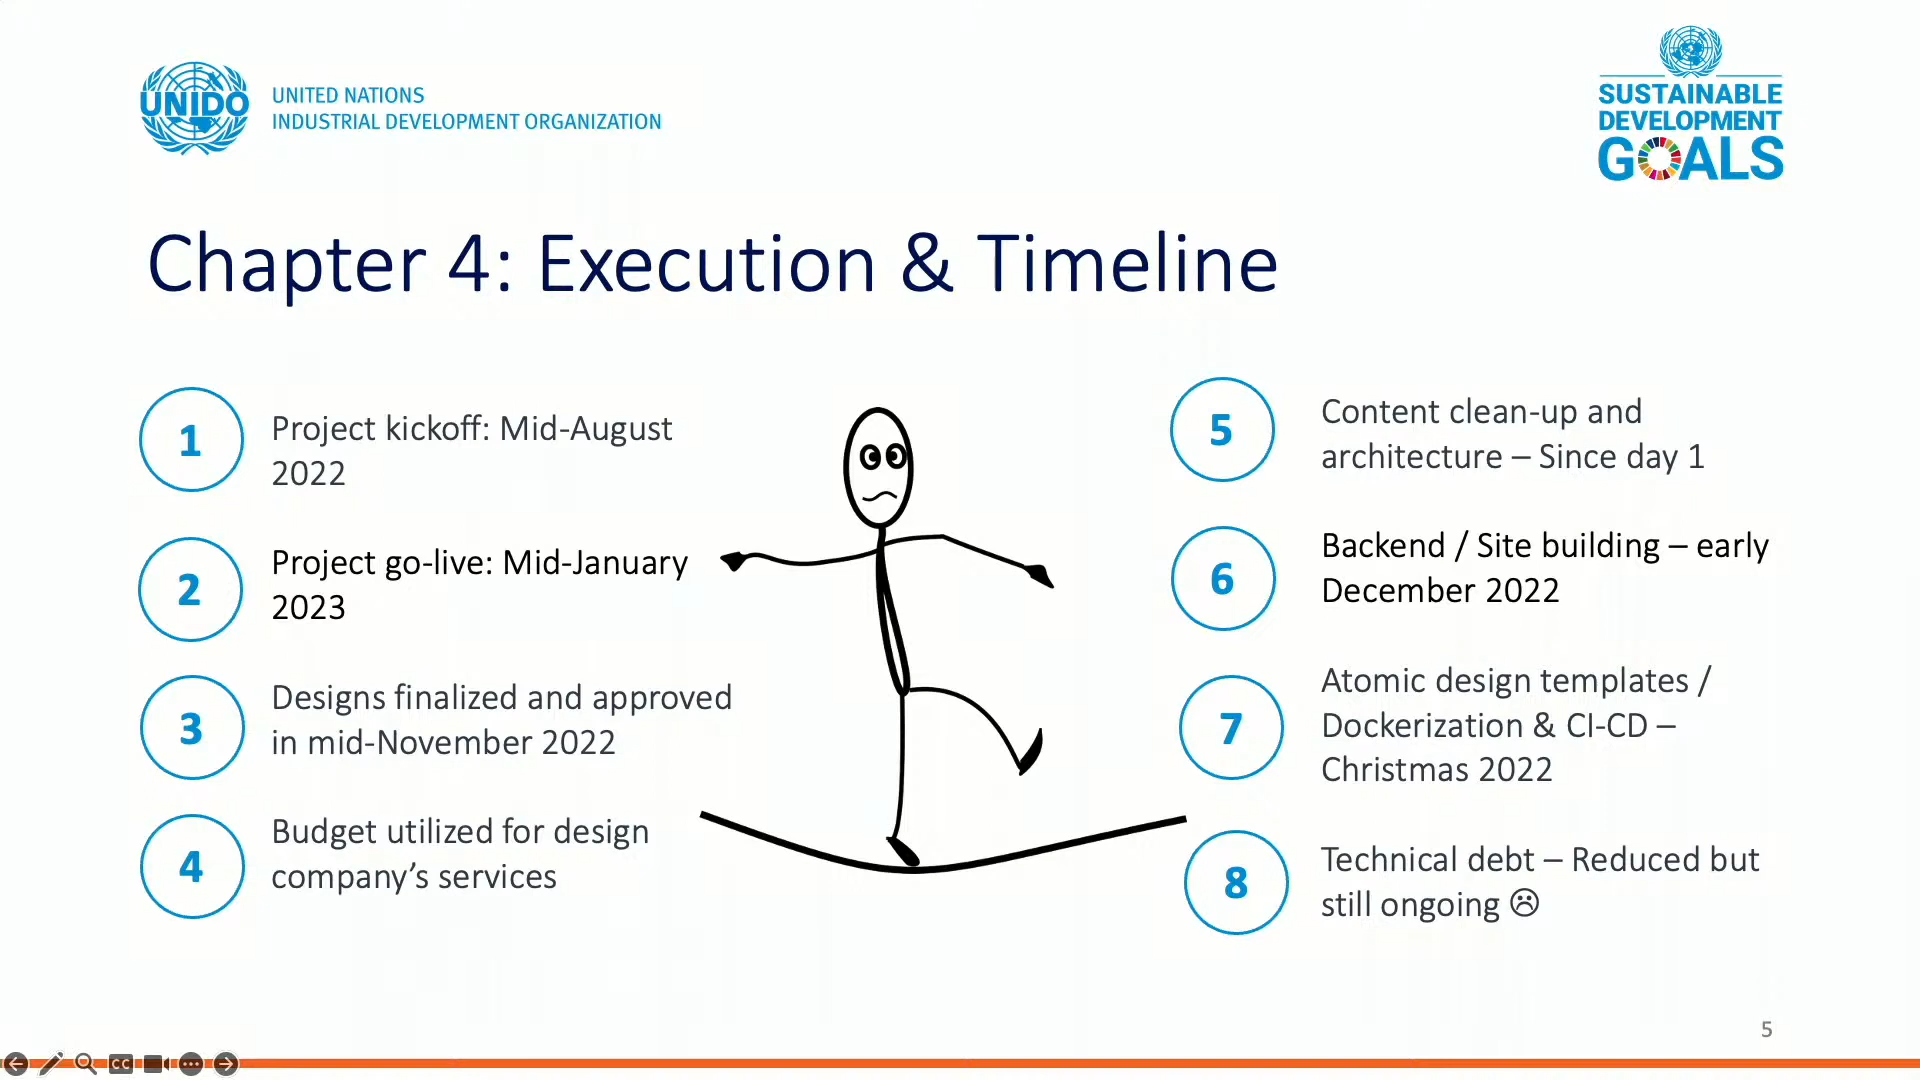 UNIDO
UNITED NATIONS
INDUSTRIAL DEVELOPMENT ORGANIZATION
SUSTAINABLE
DEVELOPMENT
GOALS
Chapter 4: Execution & Timeline
1
Project kickoff: Mid-August
2022
2
Project go-live: Mid-January
2023
3
Designs finalized and approved
in mid-November 2022
4
Budget utilized for design
company’s services
5
Content clean-up and
architecture – Since day 1
6
Backend / Site building – early
December 2022
7
Atomic design templates /
Dockerization & CI-CD –
Christmas 2022
8
Technical debt – Reduced but
still ongoing ☹
5
CC